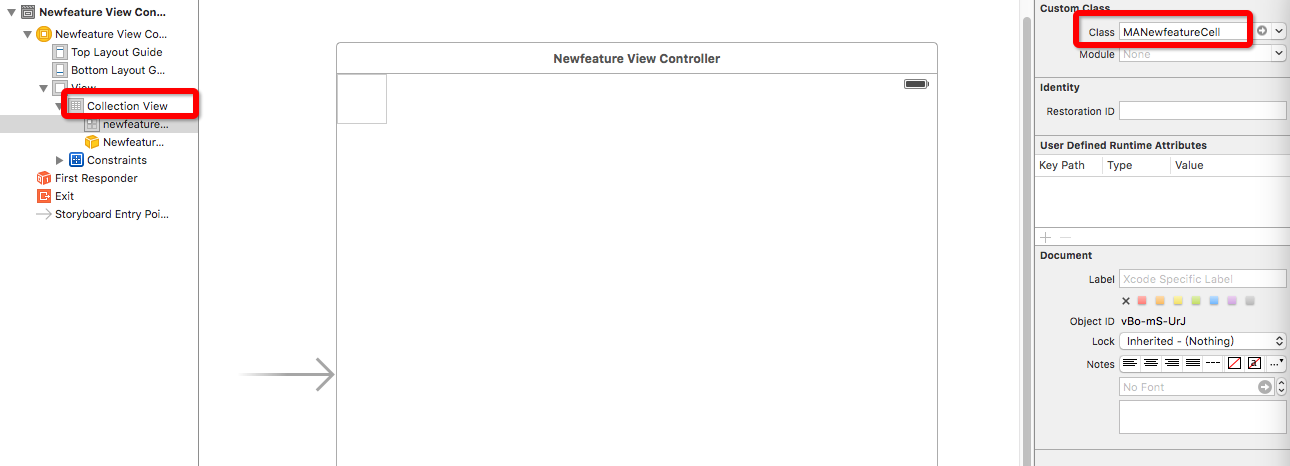 Newfeature View Con...
Newfeature View Co...
Top Layout Guide
Bottom Layout G...
View
Collection View
newfeature...
Newfeatur...
Constraints
First Responder
Exit
Storyboard Entry Poi...
Newfeature View Controller
Custom Class
Class MANewfeatureCell
Module None
Identity
Restoration ID
User Defined Runtime Attributes
Key Path Type Value
Document
Label Xcode Specific Label
Object ID vBo-mS-UrJ
Lock Inherited - (Nothing)
Notes
No Font